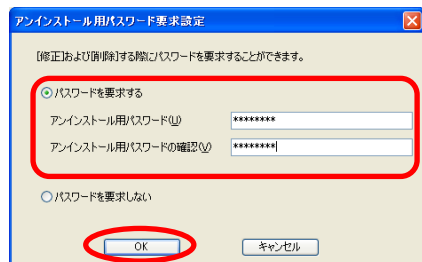 アンインストール用パスワード要求設定
[修正]および[削除]する際にパスワードを要求することができます。
パスワードを要求する
アンインストール用パスワード(U) ********
アンインストール用パスワードの確認(V) ********
パスワードを要求しない
OK キャンセル